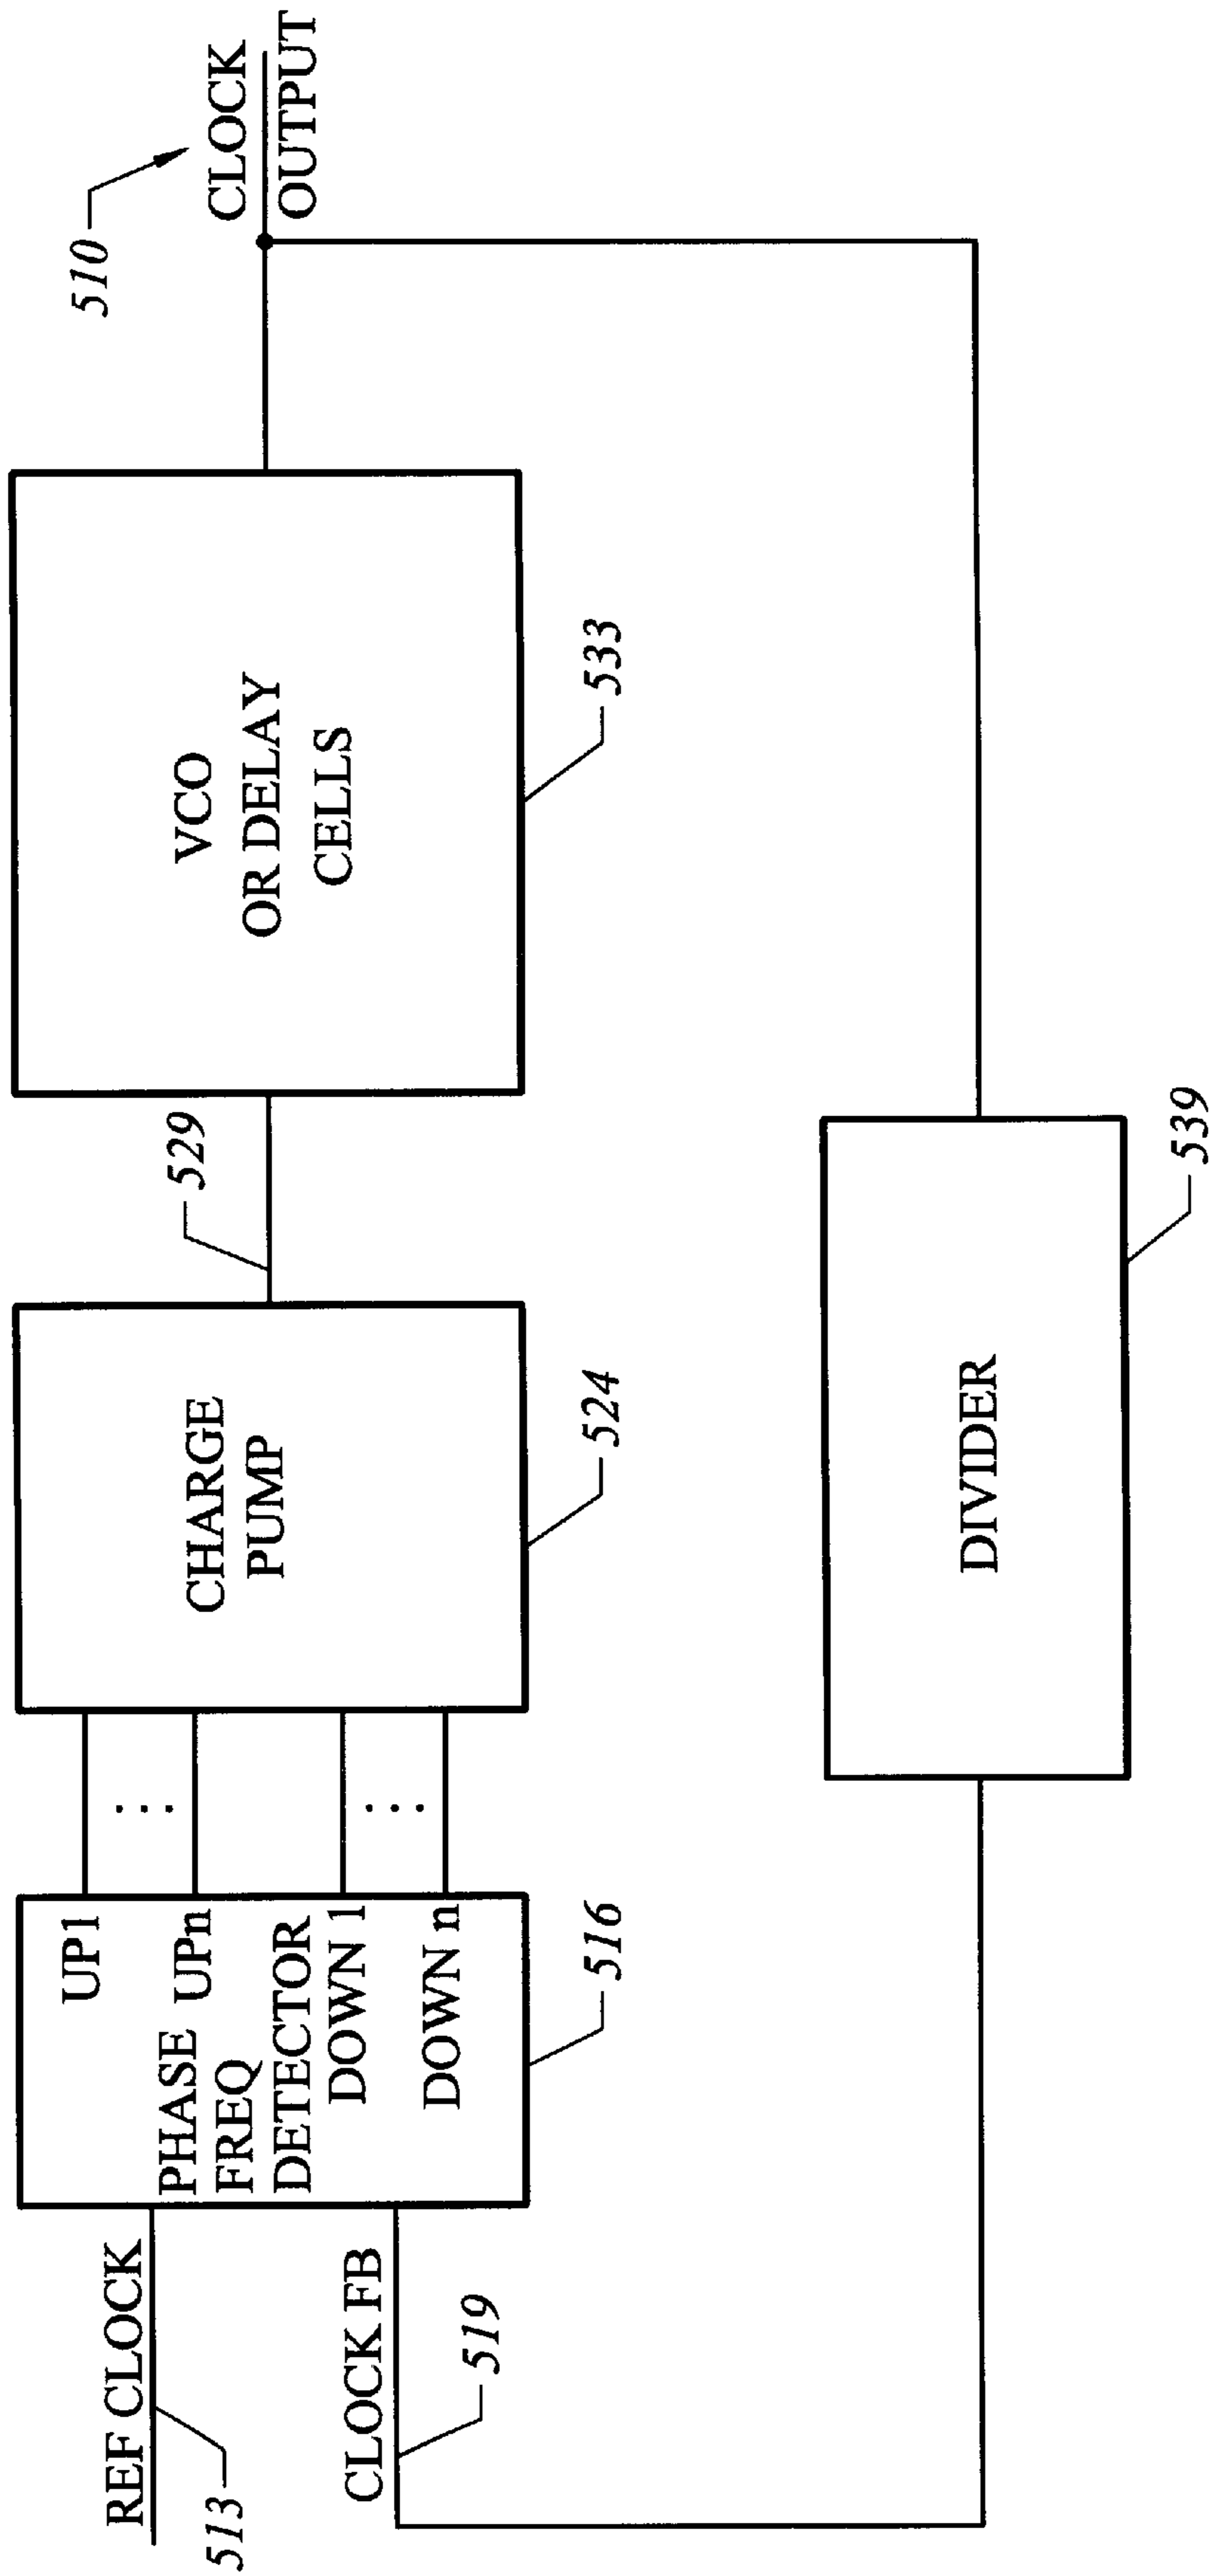 REF CLOCK
513
CLOCK FB
519
UP1
UPn
PHASE
FREQ
DETECTOR
DOWN 1
DOWN n
516
CHARGE
PUMP
524
529
VCO
OR DELAY
CELLS
533
510
CLOCK
OUTPUT
DIVIDER
539